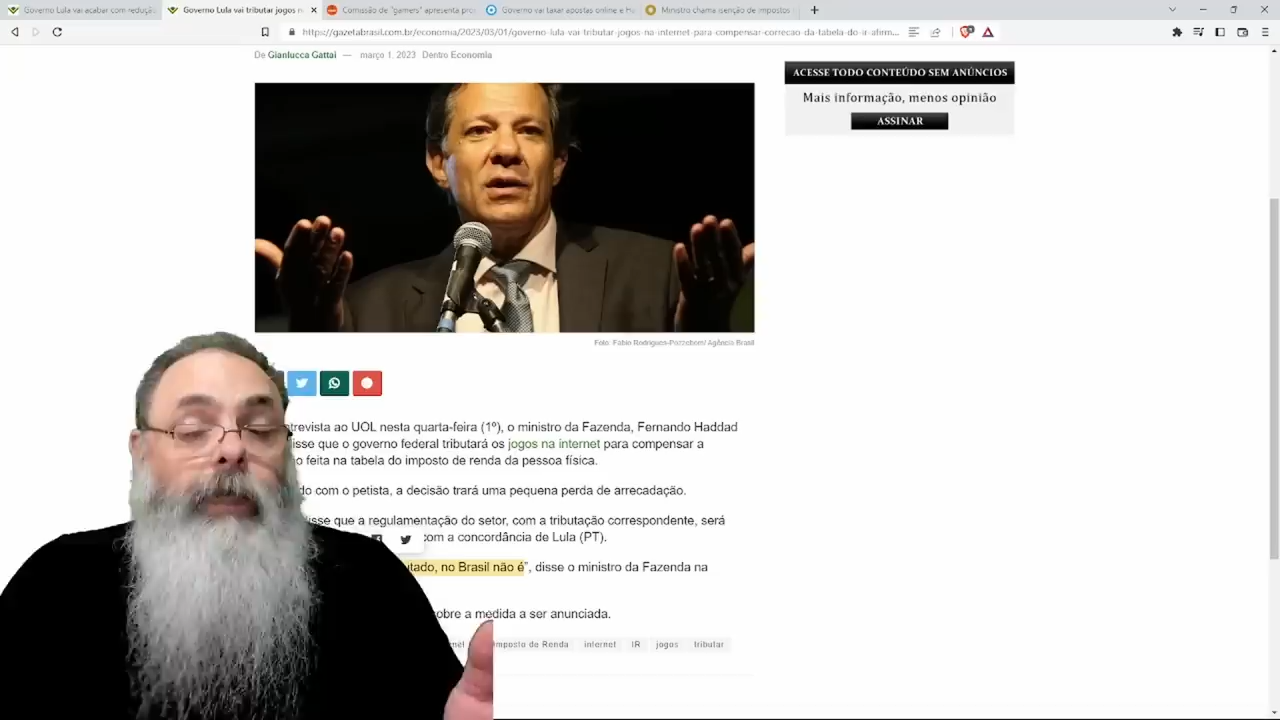 Governo Lula vai acabar com reduçã
Governo Lula vai tributar jogos n
Comissão de "gamers" apresenta pro
Governo vai taxar apostas online e H
Ministro chama isenção de impostos
https://gazetabrasil.com.br/economia/2023/03/01/governo-lula-vai-tributar-jogos-na-internet-para-compensar-correcao-da-tabela-do-ir-afirm...
De Gianlucca Gattai — março 1, 2023 Dentro Economia
ACESSE TODO CONTEÚDO SEM ANÚNCIOS
Mais informação, menos opinião
ASSINAR
Foto: Fabio Rodrigues-Pozzebom/ Agência Brasil
ntrevista ao UOL nesta quarta-feira (1º), o ministro da Fazenda, Fernando Haddad
isse que o governo federal tributará os jogos na internet para compensar a
o feita na tabela do imposto de renda da pessoa física.
do com o petista, a decisão trará uma pequena perda de arrecadação.
isse que a regulamentação do setor, com a tributação correspondente, será
com a concordância de Lula (PT).
utado, no Brasil não é”, disse o ministro da Fazenda na
obre a medida a ser anunciada.
rnet Imposto de Renda internet IR jogos tributar